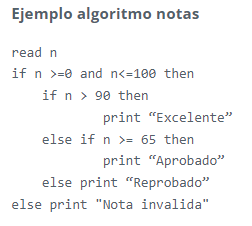 Ejemplo algoritmo notas
read n
if n >=0 and n<=100 then
if n > 90 then
print “Excelente”
else if n >= 65 then
print “Aprobado”
else print “Reprobado”
else print "Nota invalida"